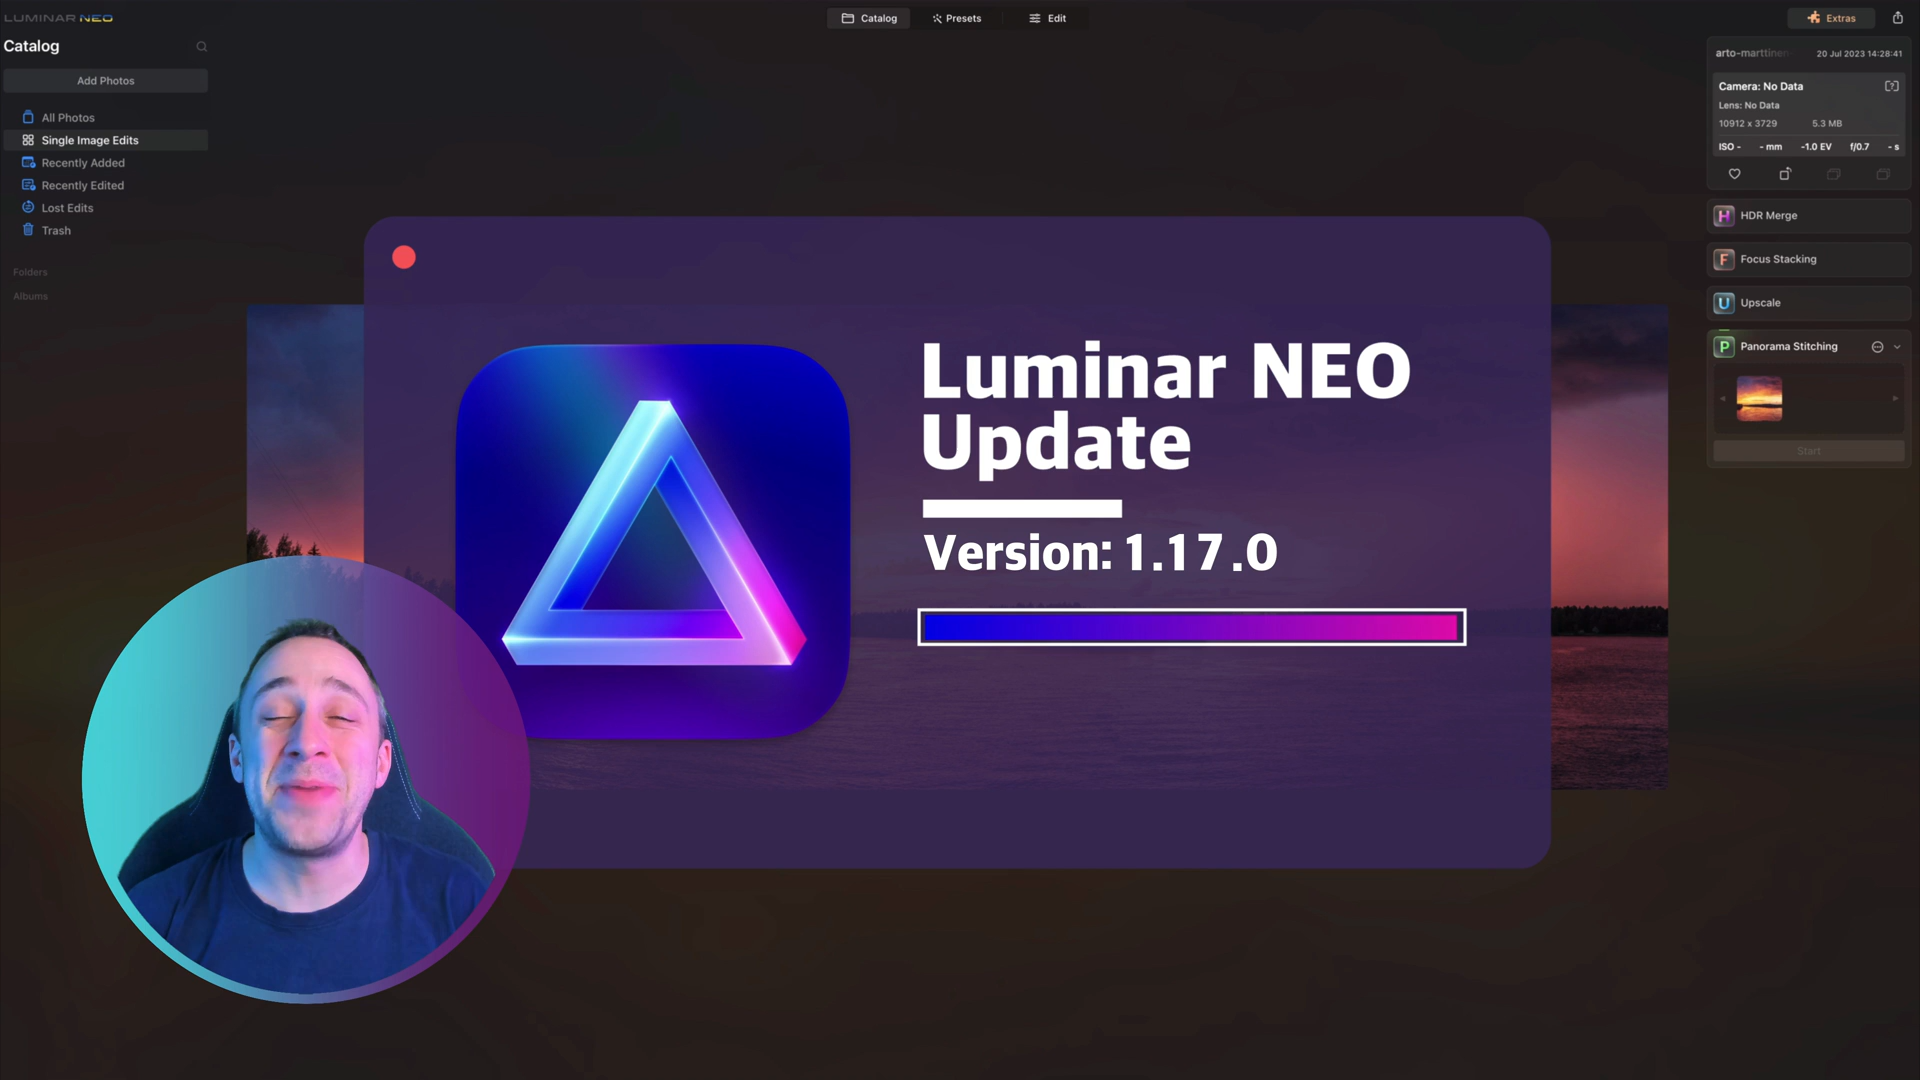 LUMINAR NEO
Catalog
Presets
Edit
Extras
Catalog
Add Photos
All Photos
Single Image Edits
Recently Added
Recently Edited
Lost Edits
Trash
Folders
Albums
Luminar NEO
Update
Version: 1.17.0
arto-marttinen
20 Jul 2023 14:28:41
Camera: No Data
Lens: No Data
10912 x 3729 5.3 MB
ISO - - mm -1.0 EV f/0.7 - s
H HDR Merge
F Focus Stacking
U Upscale
P Panorama Stitching
Start